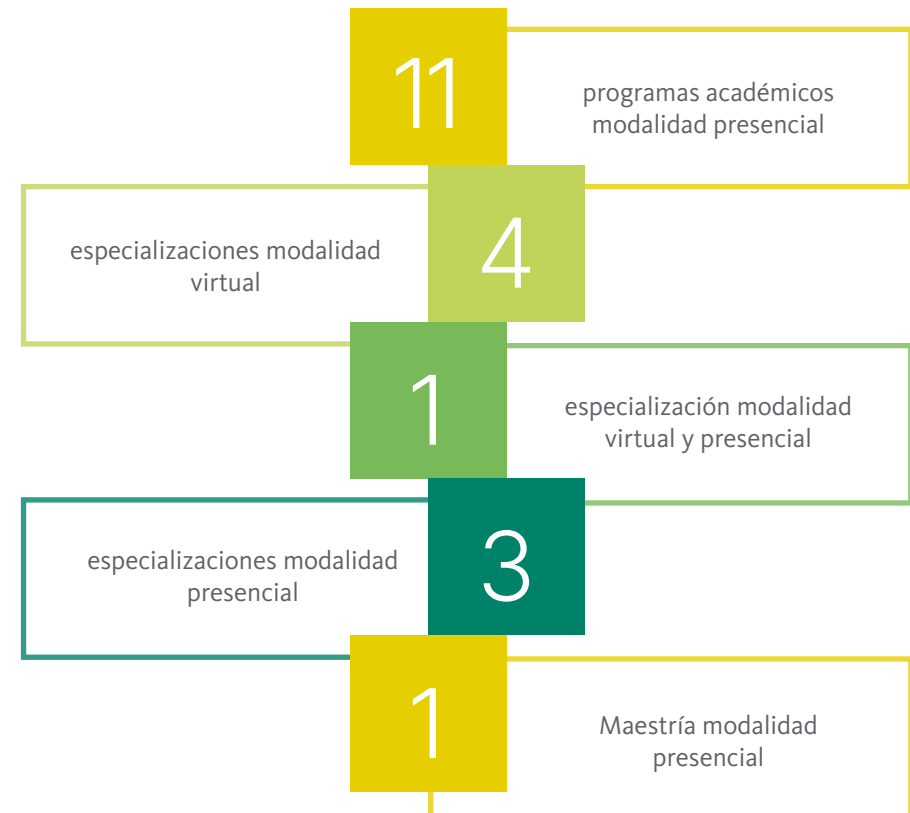 11
programas académicos
modalidad presencial
4
especializaciones modalidad
virtual
1
especialización modalidad
virtual y presencial
3
especializaciones modalidad
presencial
1
Maestría modalidad
presencial